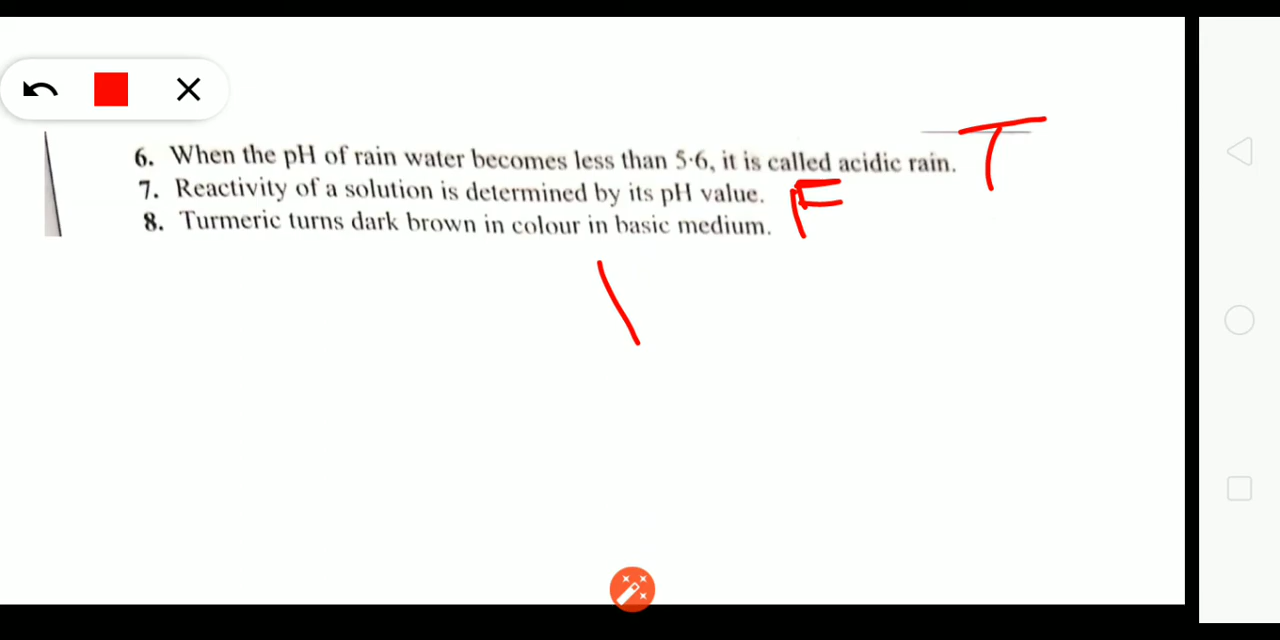 6. When the pH of rain water becomes less than 5·6, it is called acidic rain. T
7. Reactivity of a solution is determined by its pH value. F
8. Turmeric turns dark brown in colour in basic medium.